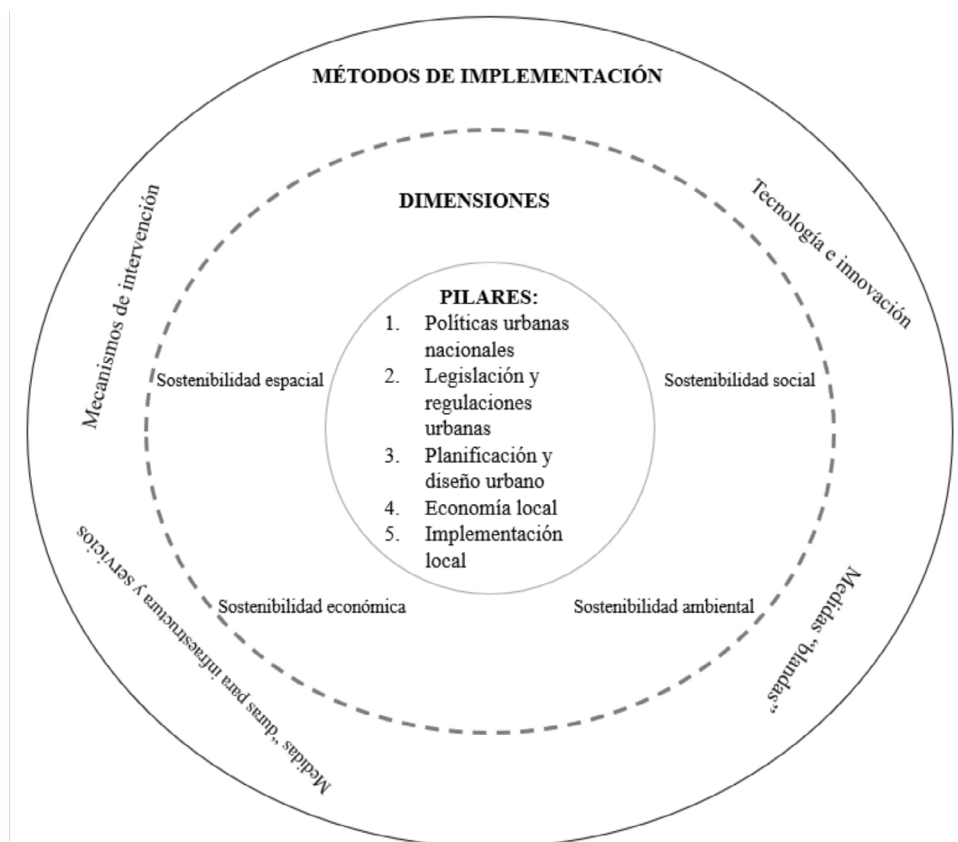 MÉTODOS DE IMPLEMENTACIÓN
Mecanismos de intervención
Tecnología e innovación
DIMENSIONES
PILARES:
1. Políticas urbanas
nacionales
2. Legislación y
regulaciones
urbanas
3. Planificación y
diseño urbano
4. Economía local
5. Implementación
local
Sostenibilidad espacial
Sostenibilidad social
Sostenibilidad económica
Sostenibilidad ambiental
Medidas “duras para infraestructura y servicios
Medidas “blandas”